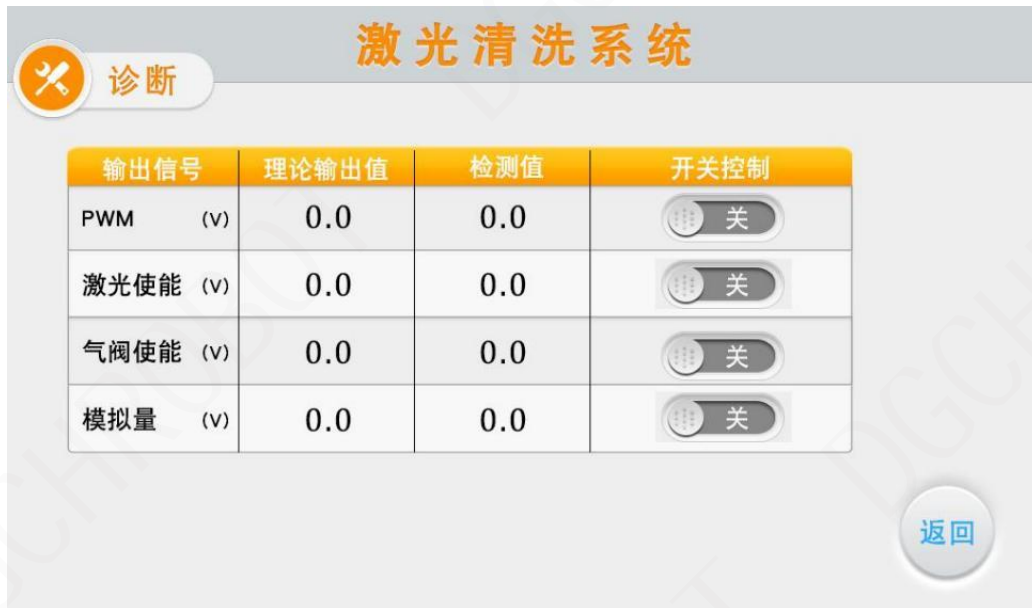 激光清洗系统
诊断
输出信号 理论输出值 检测值 开关控制
PWM (V) 0.0 0.0 关
激光使能 (V) 0.0 0.0 关
气阀使能 (V) 0.0 0.0 关
模拟量 (V) 0.0 0.0 关
返回